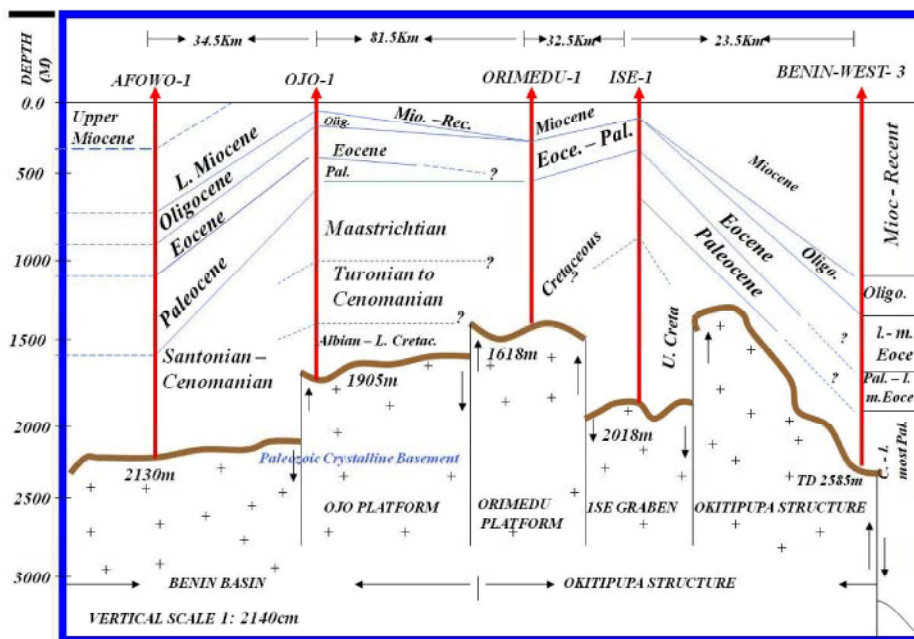 34.5Km 81.5Km 32.5Km 23.5Km
DEPTH
(M)
AFOWO-1 OJO-1 ORIMEDU-1 ISE-1 BENIN-WEST- 3
0.0
Upper
Miocene
L. Miocene
Oligocene
Eocene
Paleocene
Santonian –
Cenomanian
2130m
Mio. –Rec.
Olig.
Eocene
Pal.
?
Maastrichtian
?
Turonian to
Cenomanian
?
Albian – L. Cretac.
1905m
Miocene
Eoce. – Pal.
Cretaceous
1618m
U. Creta
2018m
Miocene
Oligo.
Eocene
Paleocene
?
?
Mioc - Recent
Oligo.
l.- m.
Eoce
Pal.– l.
m.Eoce
C.- l.
most Pal.
TD 2585m
500
1000
1500
2000
2500
3000
Paleozoic Crystalline Basement
OJO PLATFORM
ORIMEDU
PLATFORM
ISE GRABEN
OKITIPUPA STRUCTURE
BENIN BASIN OKITIPUPA STRUCTURE
VERTICAL SCALE 1: 2140cm